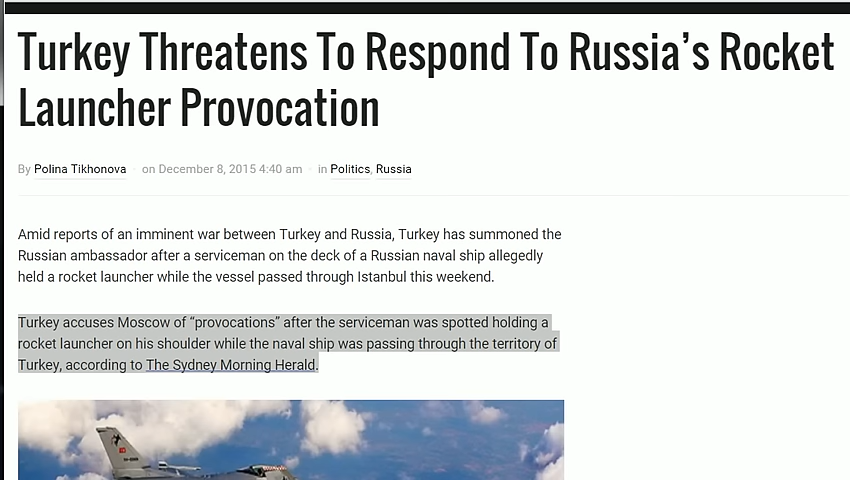 Turkey Threatens To Respond To Russia’s Rocket
Launcher Provocation
By Polina Tikhonova - on December 8, 2015 4:40 am - in Politics, Russia
Amid reports of an imminent war between Turkey and Russia, Turkey has summoned the
Russian ambassador after a serviceman on the deck of a Russian naval ship allegedly
held a rocket launcher while the vessel passed through Istanbul this weekend.
Turkey accuses Moscow of “provocations” after the serviceman was spotted holding a
rocket launcher on his shoulder while the naval ship was passing through the territory of
Turkey, according to The Sydney Morning Herald.